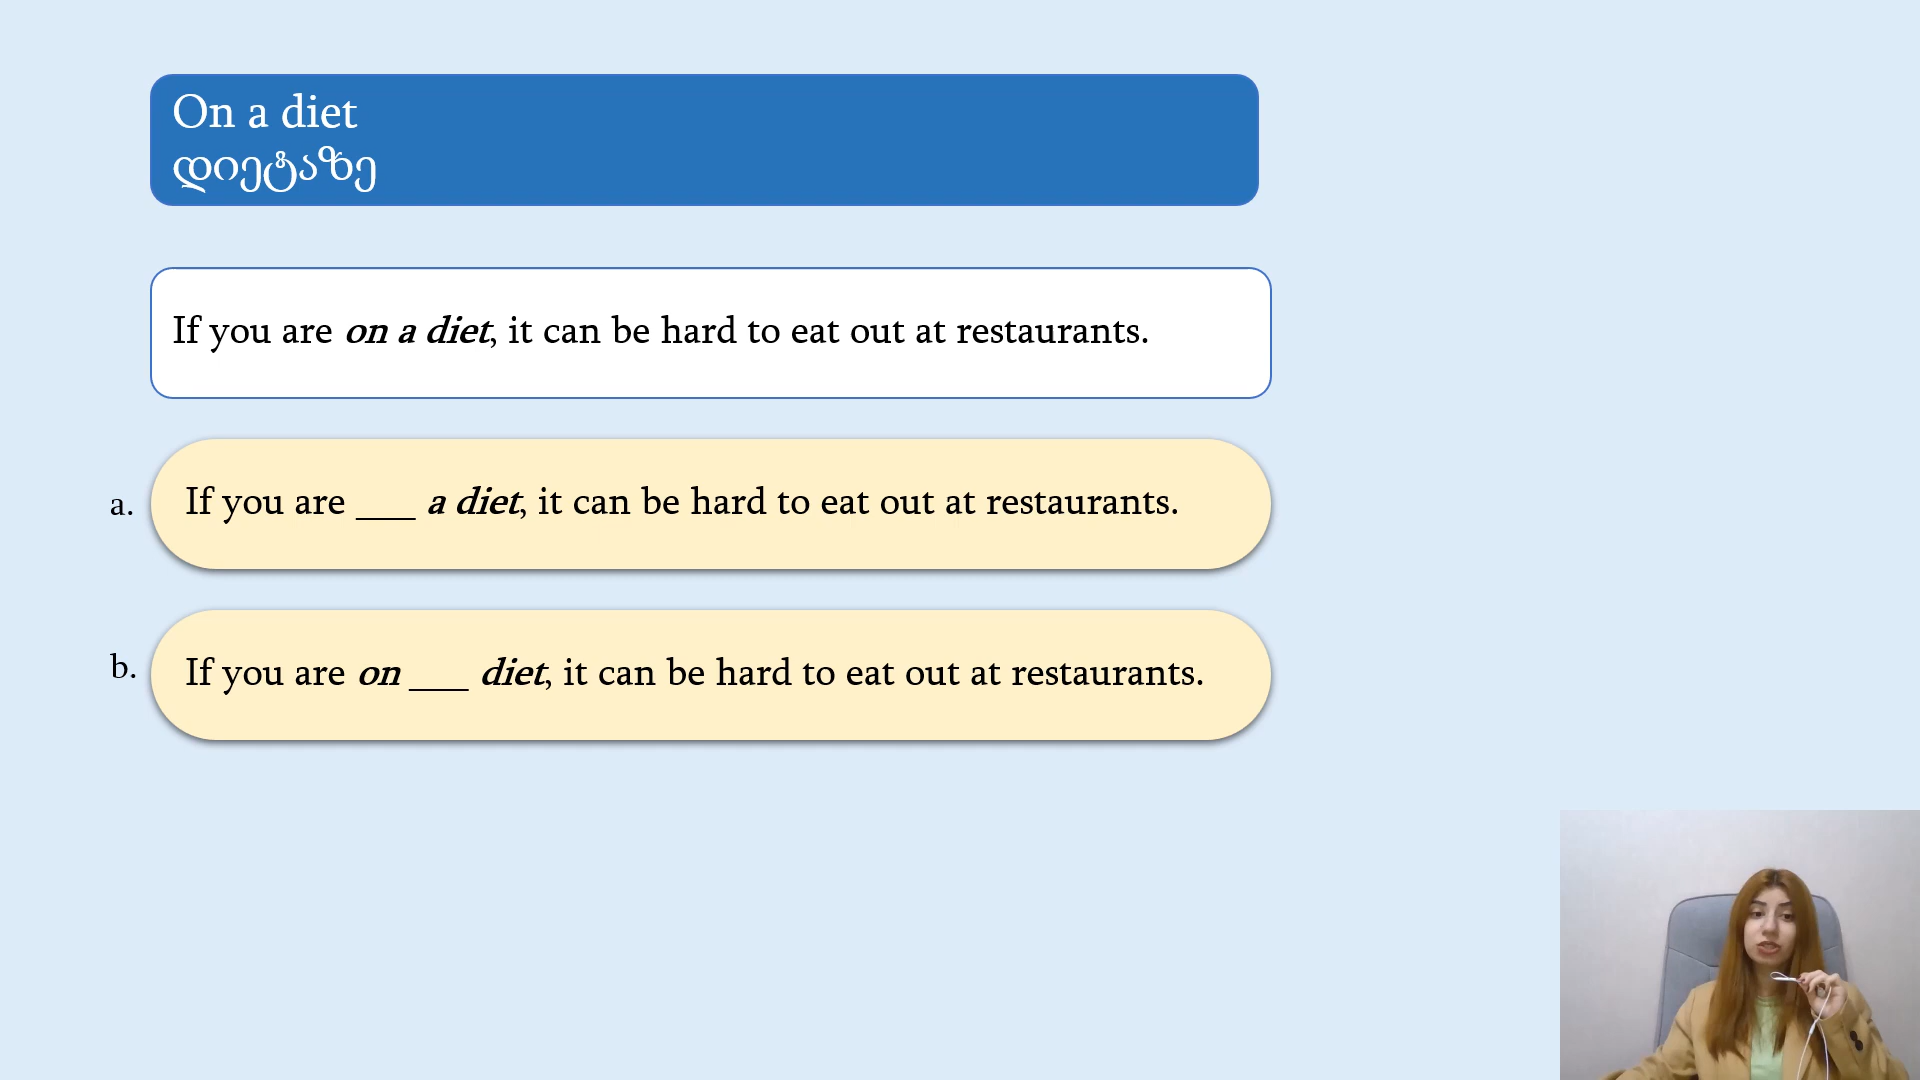 On a diet
დიეტაზე
If you are on a diet, it can be hard to eat out at restaurants.
a. If you are ___ a diet, it can be hard to eat out at restaurants.
b. If you are on ___ diet, it can be hard to eat out at restaurants.